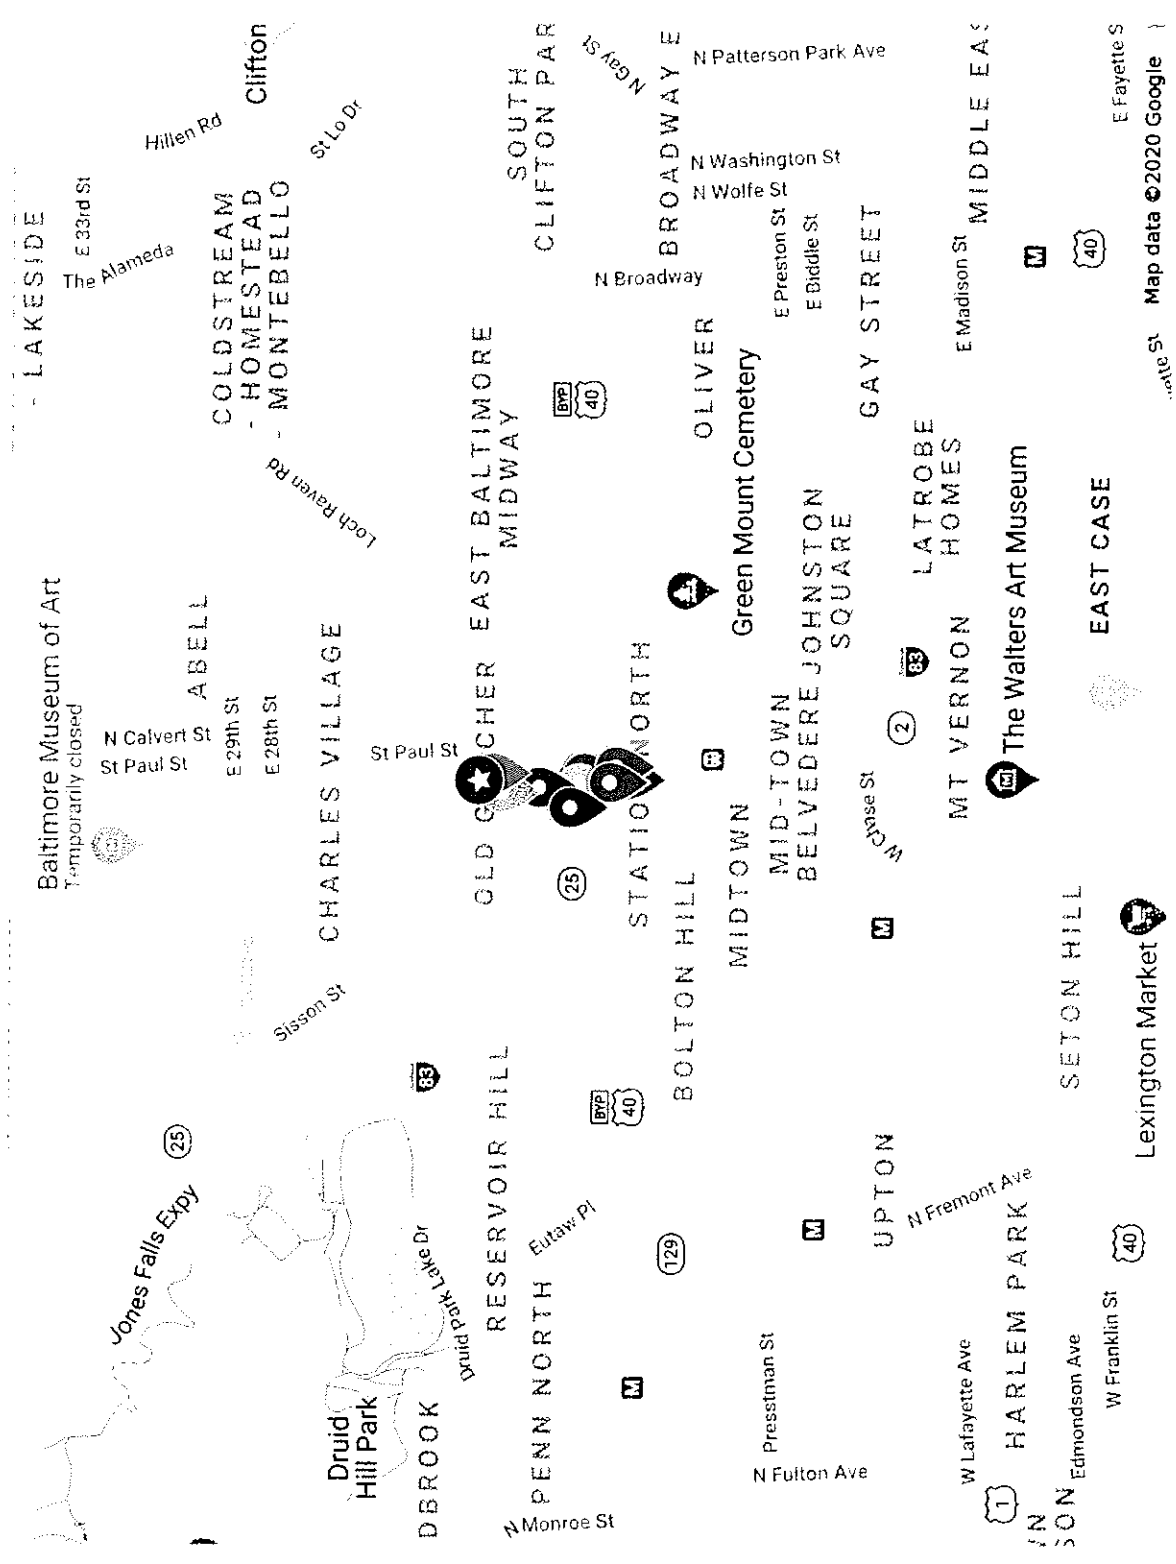 - LAKESIDE
Baltimore Museum of Art
Temporarily closed
E 33rd St
The Alameda
Jones Falls Expy
N Calvert St
St Paul St
Hillen Rd
25
ABELL
COLDSTREAM
- HOMESTEAD
- MONTEBELLO
E 29th St
E 28th St
Clifton
Sisson St
Loch Raven Rd
St Lo Dr
CHARLES VILLAGE
Druid
Hill Park
St Paul St
83
DBROOK
Druid Park Lake Dr
RESERVOIR HILL
OLD G CHER
EAST BALTIMORE
MIDWAY
SOUTH
CLIFTON PAR
N Monroe St
PENN NORTH
Eutaw Pl
25
BYP
40
N Gay St
BYP
40
STATIO NORTH
N Broadway
M
129
BOLTON HILL
BROADWAY E
N Patterson Park Ave
N Washington St
N Wolfe St
OLIVER
Green Mount Cemetery
MIDTOWN
N Fulton Ave
Presstman St
MID-TOWN
BELVEDERE
JOHNSTON
SQUARE
E Preston St
E Biddle St
M
GAY STREET
W Chase St
M
UPTON
2
83
LATROBE
HOMES
N Fremont Ave
MT VERNON
E Madison St
MIDDLE EAS
W Lafayette Ave
1
HARLEM PARK
The Walters Art Museum
M
SETON HILL
Edmondson Ave
EAST CASE
40
W Franklin St
40
E Fayette S
Lexington Market
Map data ©2020 Google